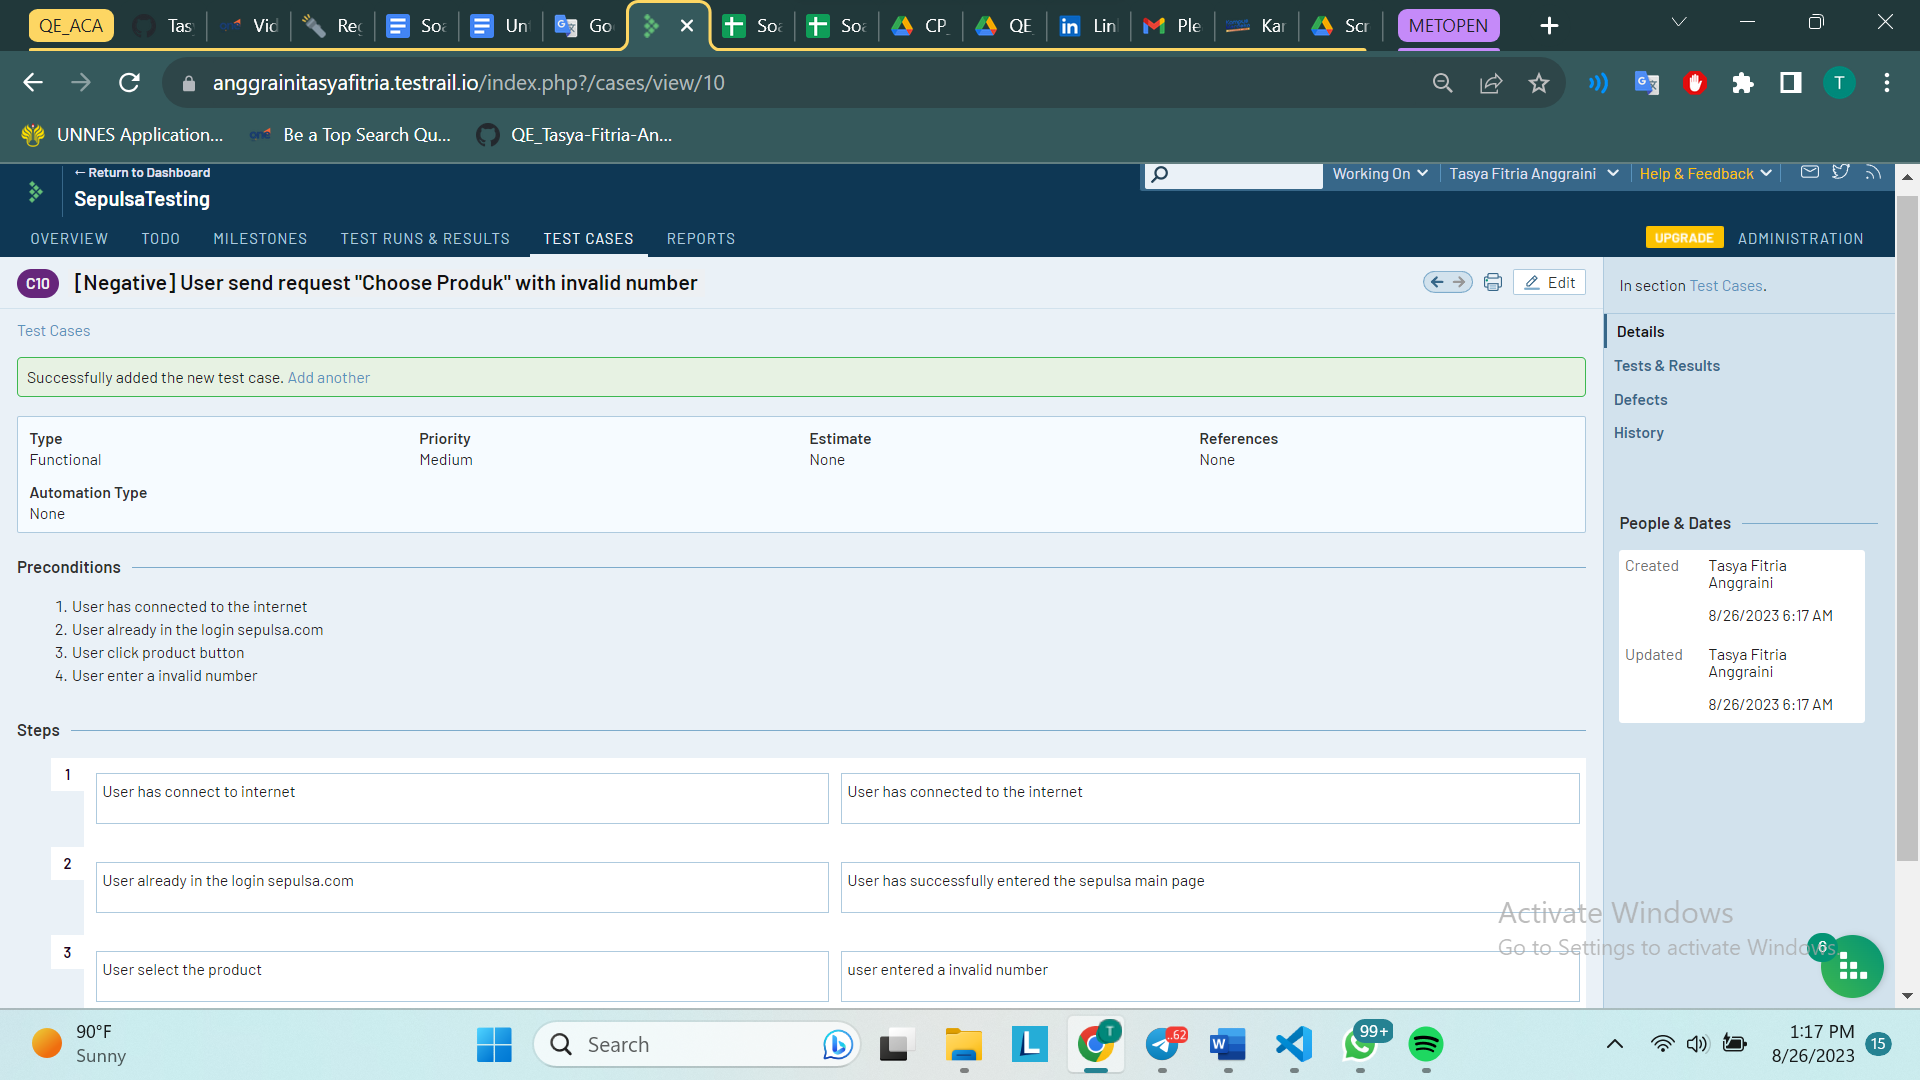 QE_ACA
Tas
Vid
Reg
Soa
Unt
Go
Soa
Soa
CP_
QE
Lin
Ple
Kar
Scr
METOPEN
anggrainitasyafitria.testrail.io/index.php?/cases/view/10
T
UNNES Application...
one
Be a Top Search Qu...
QE_Tasya-Fitria-An...
← Return to Dashboard
SepulsaTesting
Working On
Tasya Fitria Anggraini
Help & Feedback
OVERVIEW
TODO
MILESTONES
TEST RUNS & RESULTS
TEST CASES
REPORTS
UPGRADE
ADMINISTRATION
C10
[Negative] User send request "Choose Produk" with invalid number
Edit
In section Test Cases.
Test Cases
Details
Tests & Results
Defects
History
Successfully added the new test case. Add another
Type
Functional
Priority
Medium
Estimate
None
References
None
Automation Type
None
People & Dates
Created
Tasya Fitria
Anggraini
8/26/2023 6:17 AM
Updated
Tasya Fitria
Anggraini
8/26/2023 6:17 AM
Preconditions
1. User has connected to the internet
2. User already in the login sepulsa.com
3. User click product button
4. User enter a invalid number
Steps
1
User has connect to internet
User has connected to the internet
2
User already in the login sepulsa.com
User has successfully entered the sepulsa main page
3
User select the product
user entered a invalid number
Activate Windows
Go to Settings to activate Windows.
6
90°F
Sunny
Search
L
T
..62
W
99+
1:17 PM
8/26/2023
15